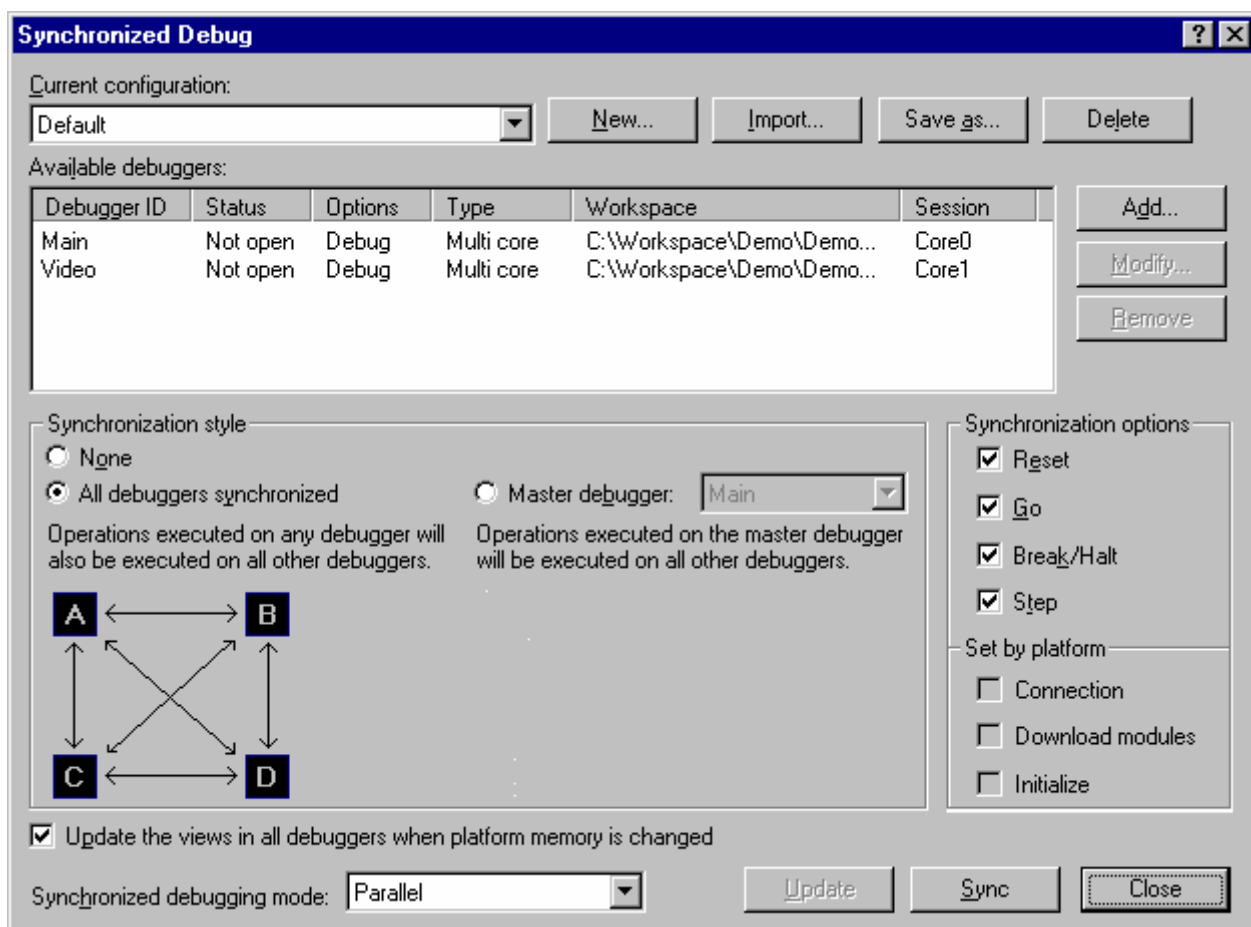 Synchronized Debug
Current configuration:
Default New... Import... Save as... Delete
Available debuggers:
Debugger ID Status Options Type Workspace Session Add...
Main Not open Debug Multi core C:\Workspace\Demo\Demo... Core0
Video Not open Debug Multi core C:\Workspace\Demo\Demo... Core1
Modify...
Remove
Synchronization style
None
All debuggers synchronized
Operations executed on any debugger will
also be executed on all other debuggers.
Master debugger: Main
Operations executed on the master debugger
will be executed on all other debuggers.
A B
C D
Synchronization options
Reset
Go
Break/Halt
Step
Set by platform
Connection
Download modules
Initialize
Update the views in all debuggers when platform memory is changed
Synchronized debugging mode: Parallel Update Sync Close